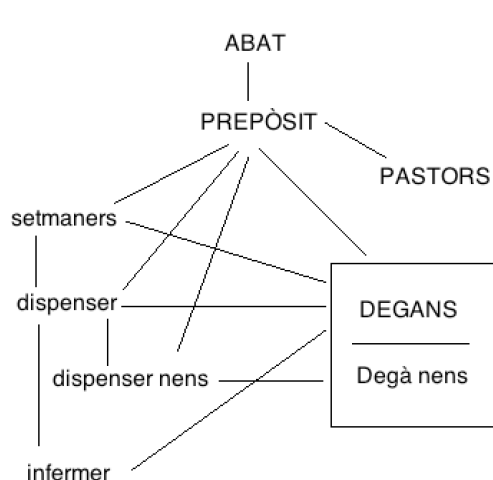 ABAT
PREPÒSIT
PASTORS
setmaners
dispenser
DEGANS
dispenser nens
Degà nens
infermer